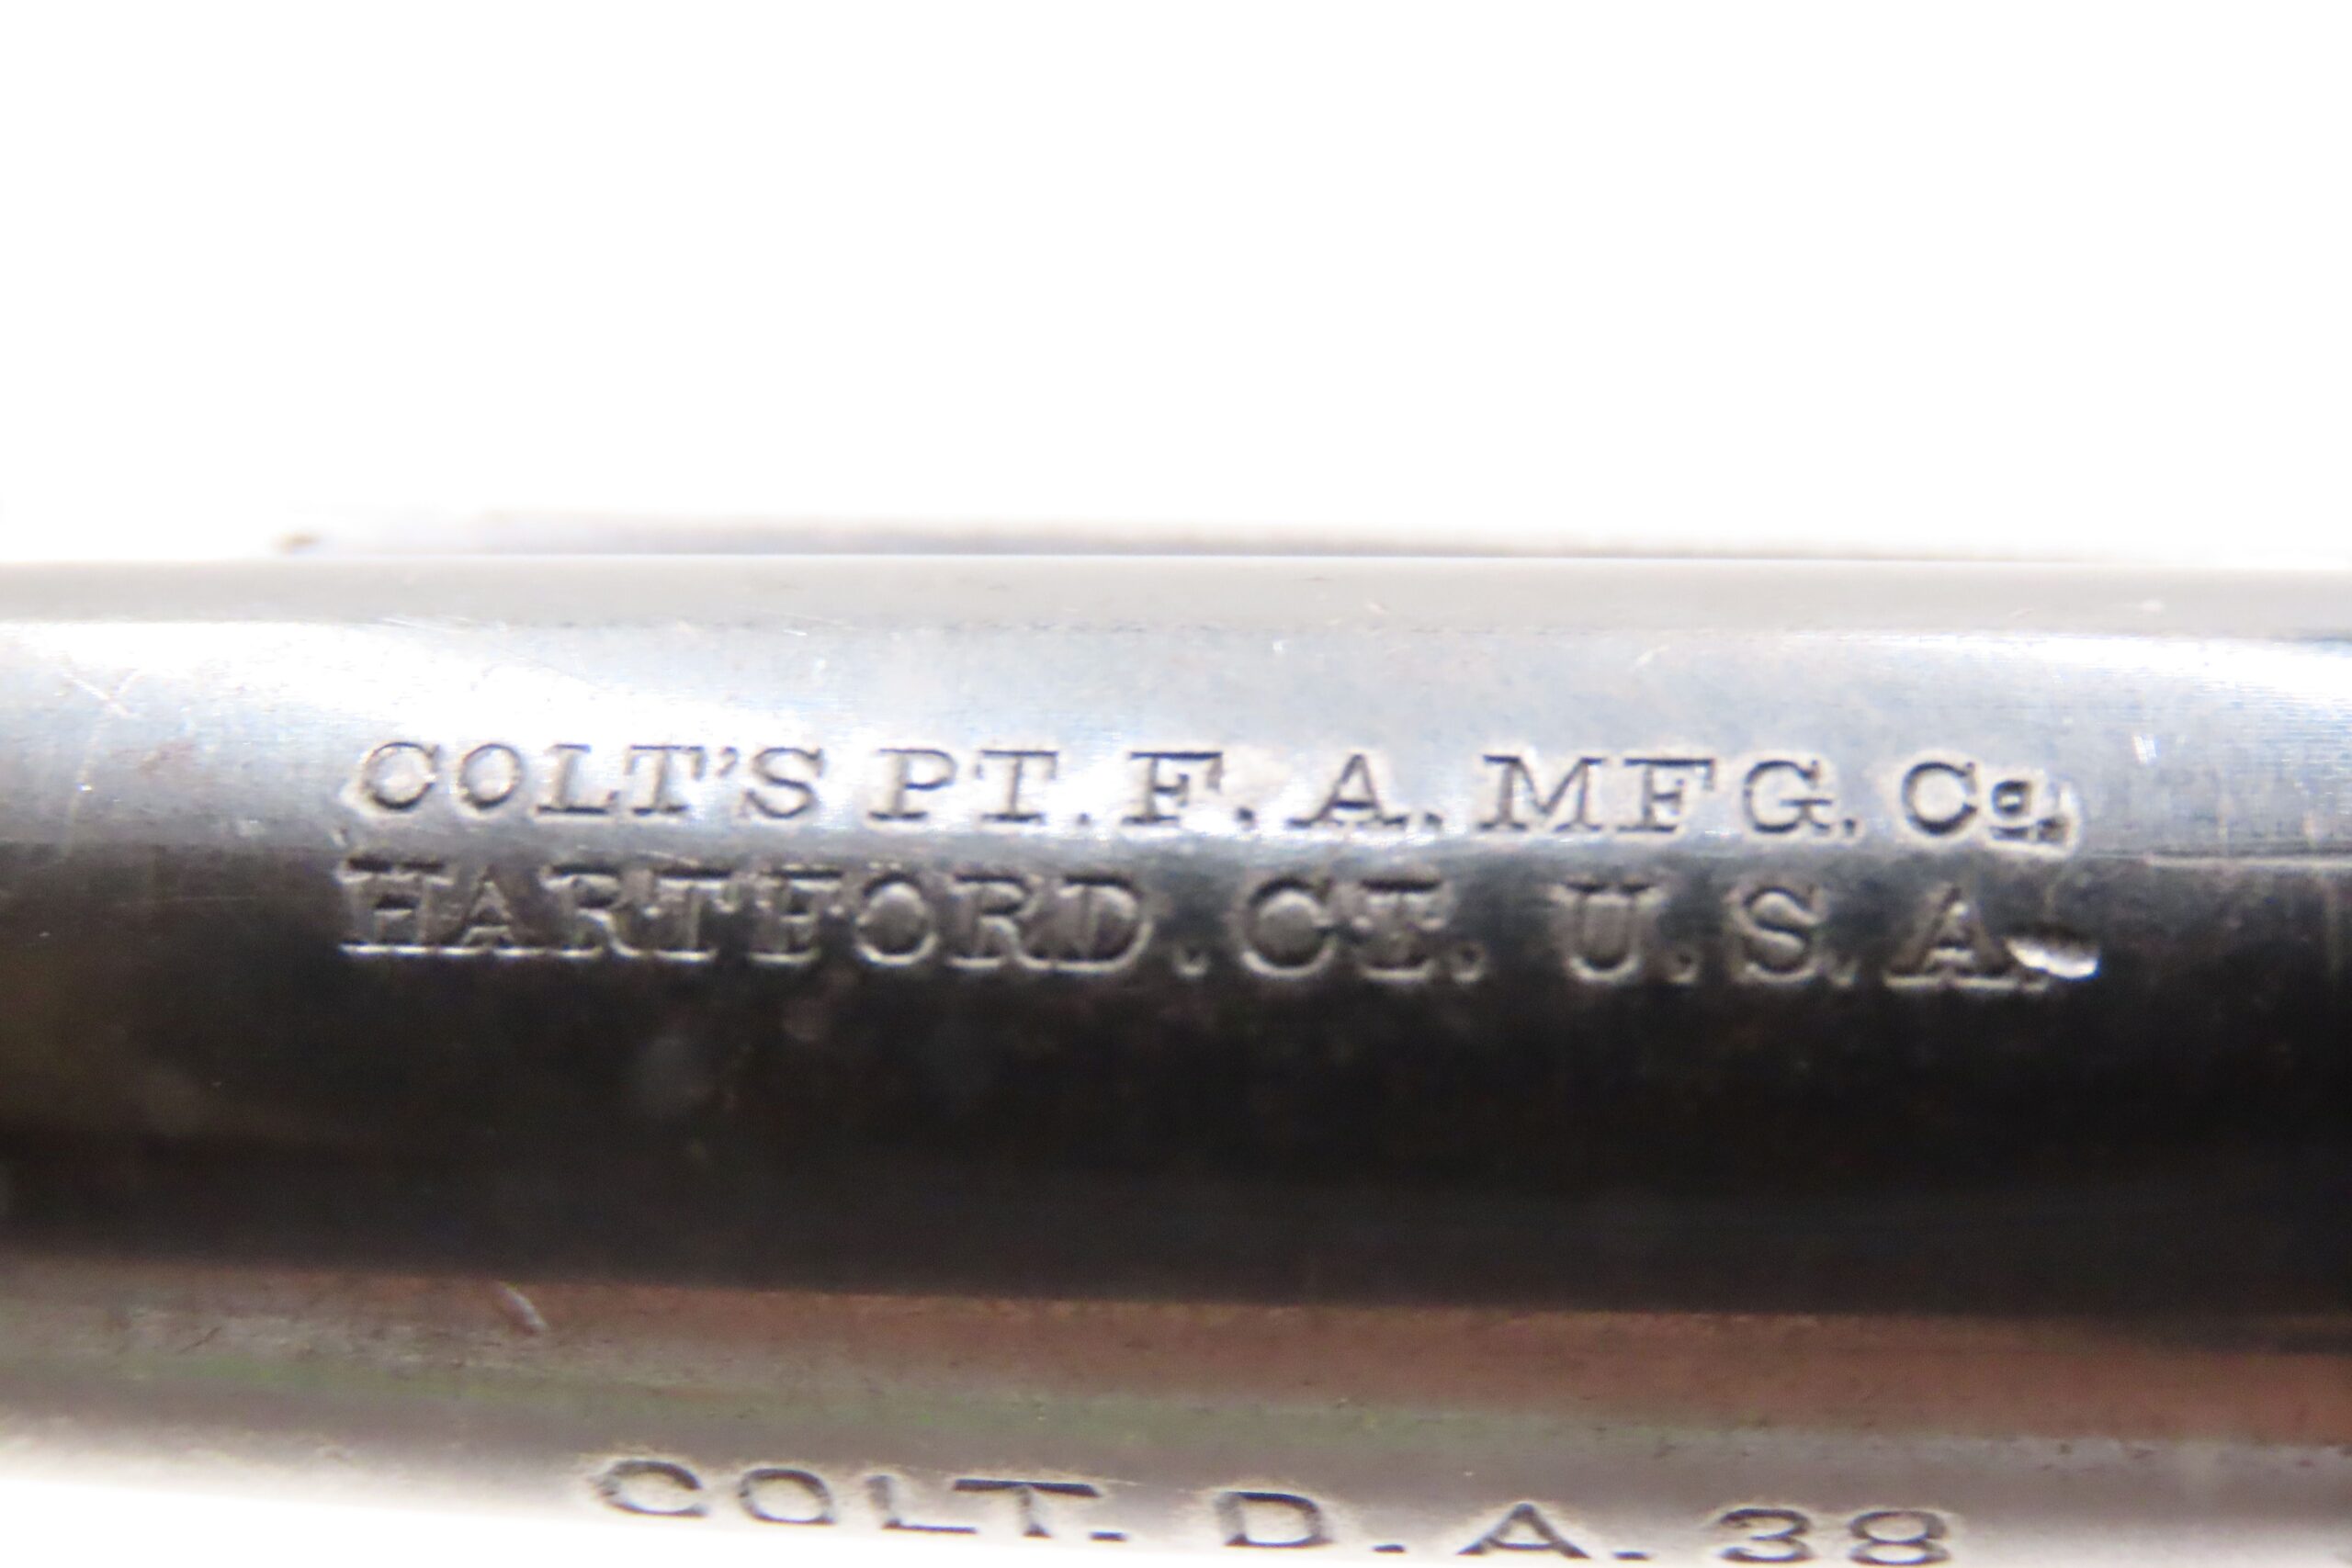 COLT'S PT. F. A. MFG. Co.
HARTFORD. CT. U.S.A.
COLT. D. A. 38